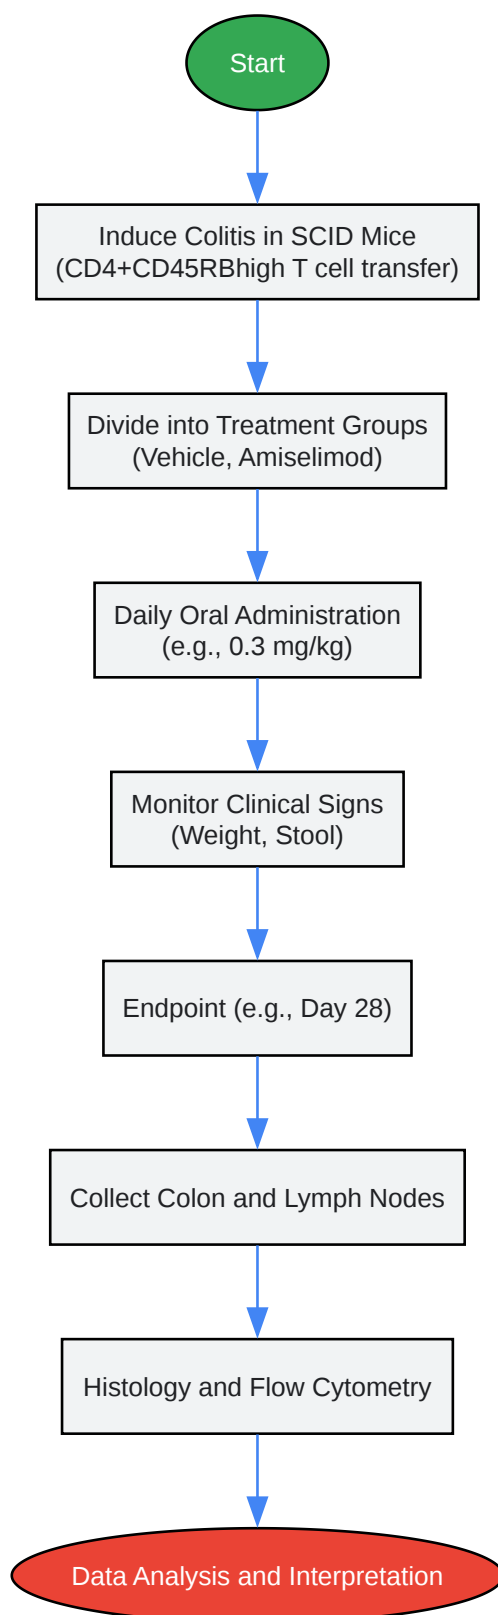 Start
Induce Colitis in SCID Mice
(CD4+CD45RBhigh T cell transfer)
Divide into Treatment Groups
(Vehicle, Amiselimod)
Daily Oral Administration
(e.g., 0.3 mg/kg)
Monitor Clinical Signs
(Weight, Stool)
Endpoint (e.g., Day 28)
Collect Colon and Lymph Nodes
Histology and Flow Cytometry
Data Analysis and Interpretation